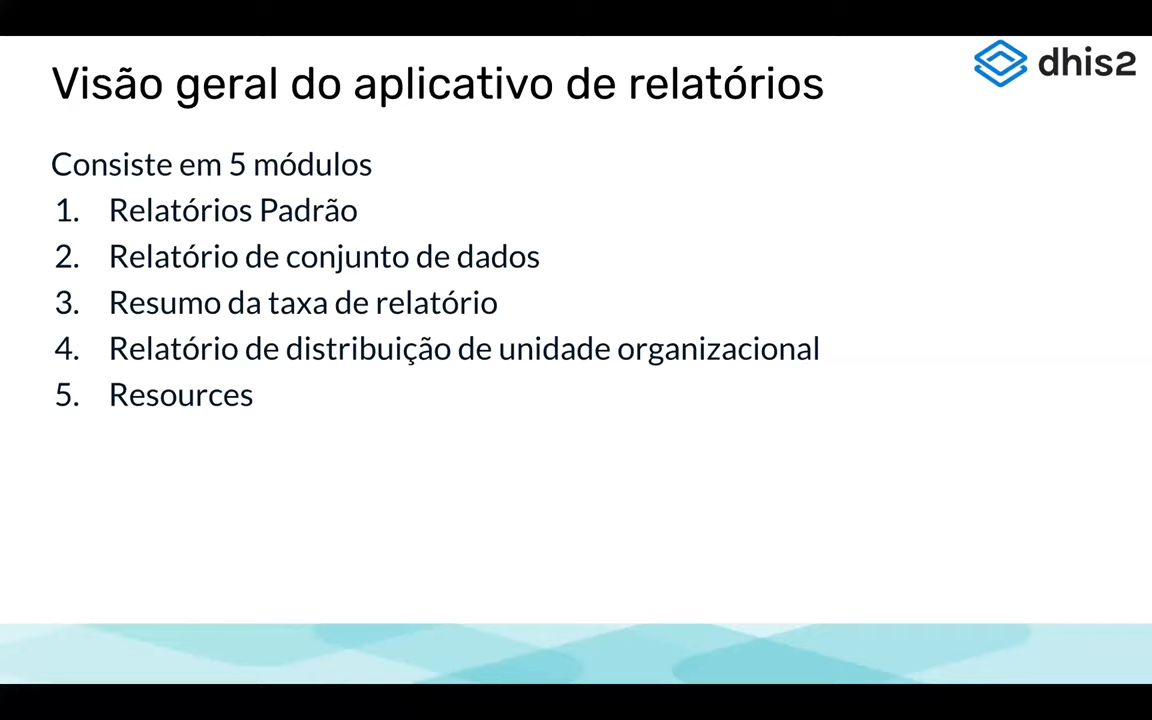 dhis2
Visão geral do aplicativo de relatórios
Consiste em 5 módulos
1. Relatórios Padrão
2. Relatório de conjunto de dados
3. Resumo da taxa de relatório
4. Relatório de distribuição de unidade organizacional
5. Resources